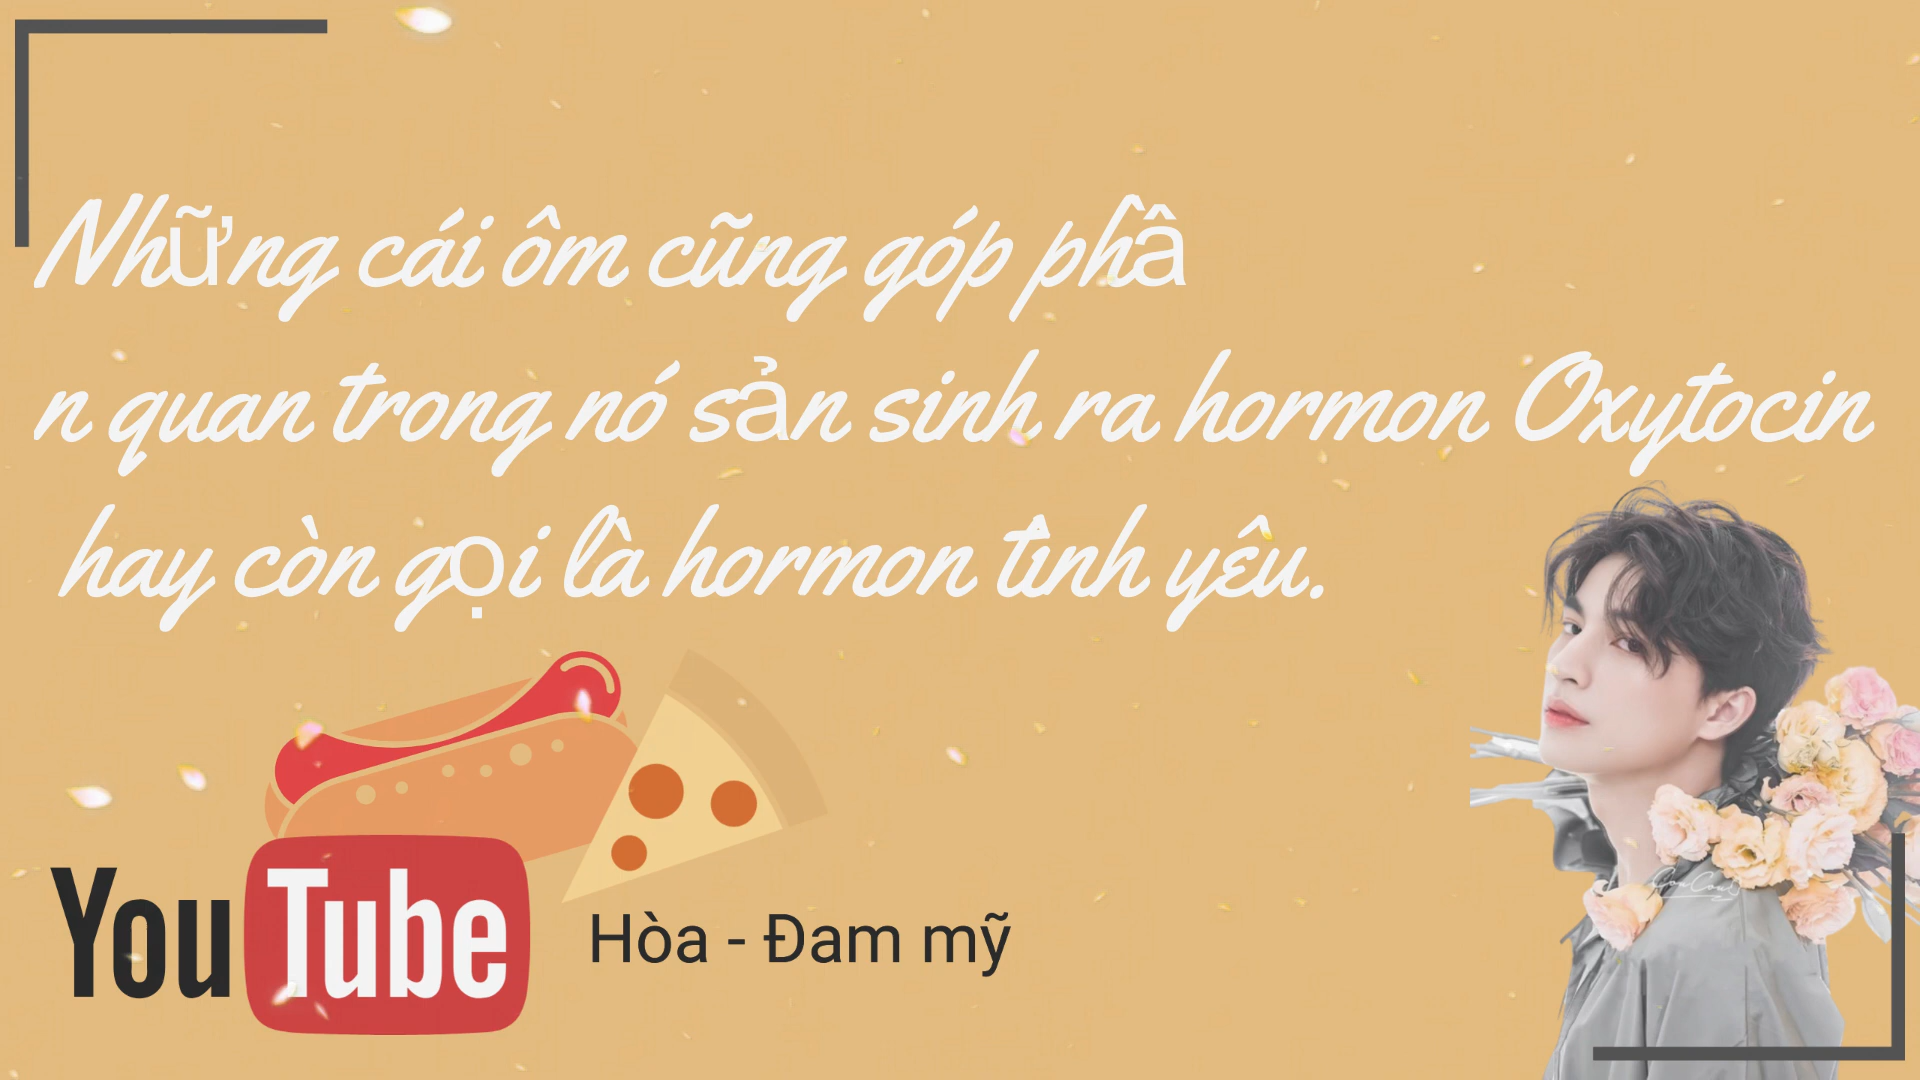 Những cái ôm cũng góp phầ
n quan trong nó sản sinh ra hormon Oxytocin
hay còn gọi là hormon tình yêu.
YouTube
Hòa - Đam mỹ